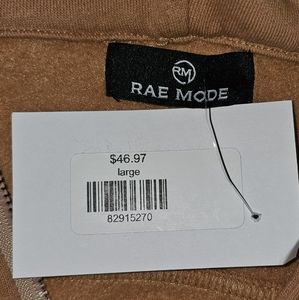 RM
RAE MODE
$46.97
large
82915270